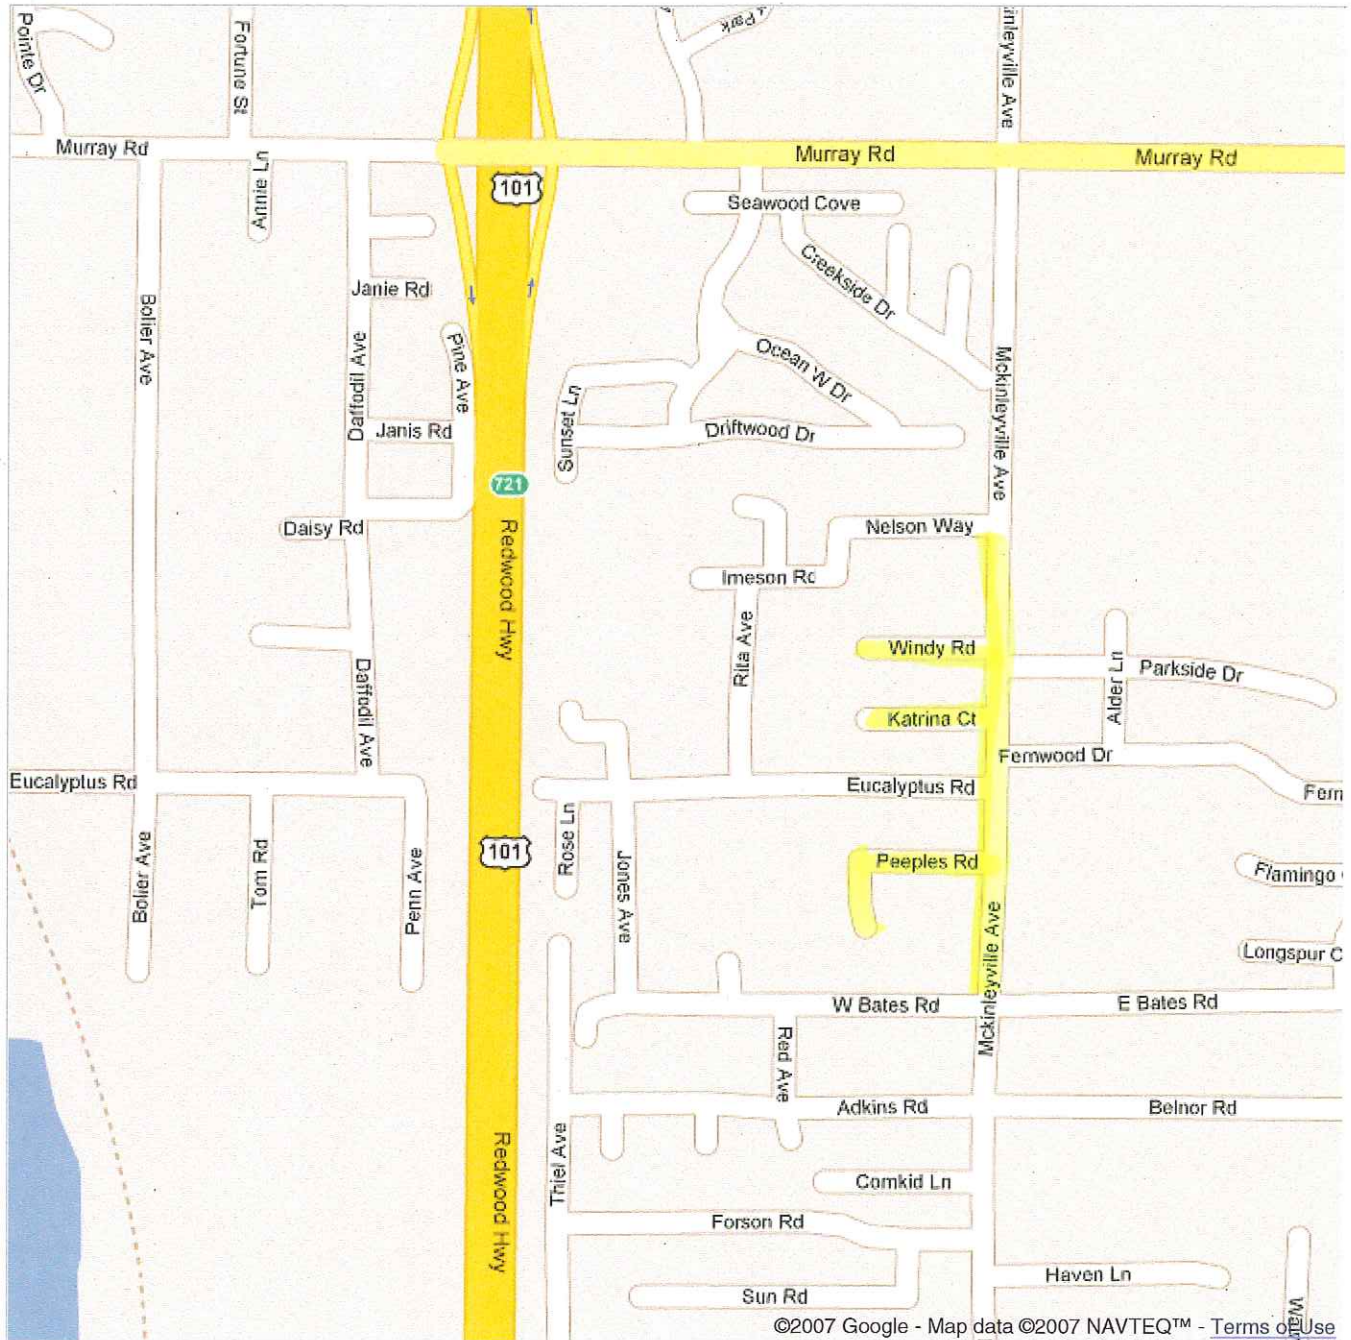 Pointe Dr
Fortune St
Park
inleyville Ave
Murray Rd
Murray Rd
Murray Rd
Annie Ln
101
Seawood Cove
Creekside Dr
Janie Rd
Bolier Ave
Daffodil Ave
Pine Ave
Ocean W Dr
Mckinleyville Ave
Sunset Ln
Janis Rd
Driftwood Dr
721
Daisy Rd
Redwood Hwy
Nelson Way
Imeson Rd
Rita Ave
Windy Rd
Alder Ln
Parkside Dr
Daffodil Ave
Katrina Ct
Fernwood Dr
Eucalyptus Rd
Eucalyptus Rd
Fern
Bolier Ave
Tom Rd
Penn Ave
101
Rose Ln
Jones Ave
Peeples Rd
Flamingo
Mckinleyville Ave
Longspur C
W Bates Rd
E Bates Rd
Red Ave
Adkins Rd
Belnor Rd
Thiel Ave
Redwood Hwy
Comkid Ln
Forson Rd
Haven Ln
Sun Rd
©2007 Google - Map data ©2007 NAVTEQ™ - Terms of Use